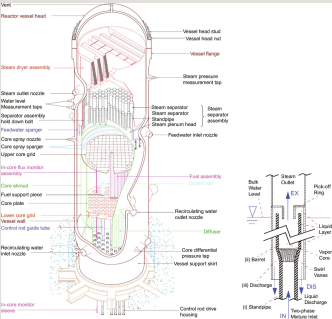 Vent
Reactor vessel head
Steam dryer assembly
Steam outlet nozzle
Water level
Measurement taps
Separator assembly
hold down bolt
Feedwater sparger
Core spray nozzle
Core spray sparger
Upper core grid
In-core flux monitor
assembly
Core shroud
Fuel support piece
Core plate
Lower core grid
Vessel wall
Control rod guide tube
Recirculating water
inlet nozzle
In-core monitor
sleeve
Vessel head stud
Vessel head nut
Vessel flange
Steam pressure
measurement tap
Steam separator
Steam separator
Standpipe
Steam plenum head
Steam
separator
assembly
Feedwater inlet nozzle
Fuel assembly
Recirculating water
outlet nozzle
Diffuse
Core differential
pressure tap
Vessel support skirt
Control rod drive
housing
Bulk
Water
Level
Steam
Outlet
EX
Pick-off
Ring
Liquid
Layer
Vapor
Core
(ii) Barrel
Swirl
Vanes
(iii) Discharge
DIS
Liquid
Discharge
(i) Standpipe
IN
Two-phase
Mixture Inlet